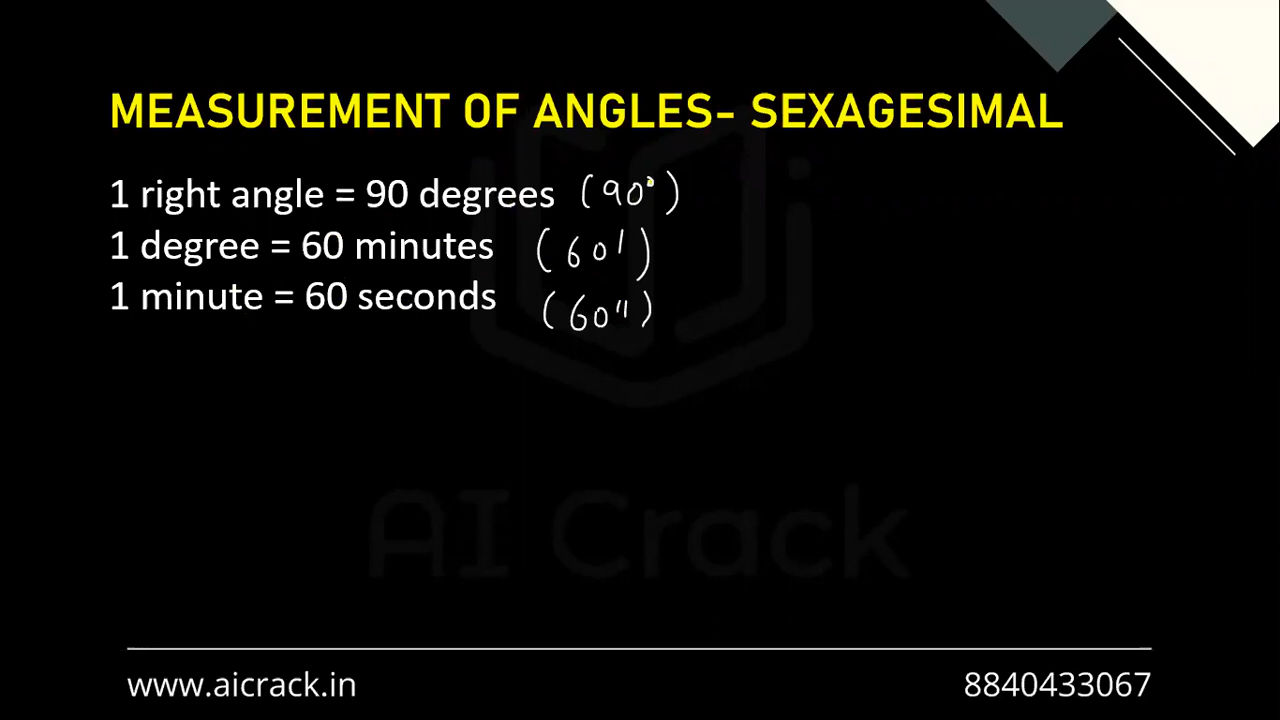 MEASUREMENT OF ANGLES- SEXAGESIMAL
1 right angle = 90 degrees (90°)
1 degree = 60 minutes (60')
1 minute = 60 seconds (60")
AI Crack
www.aicrack.in 8840433067